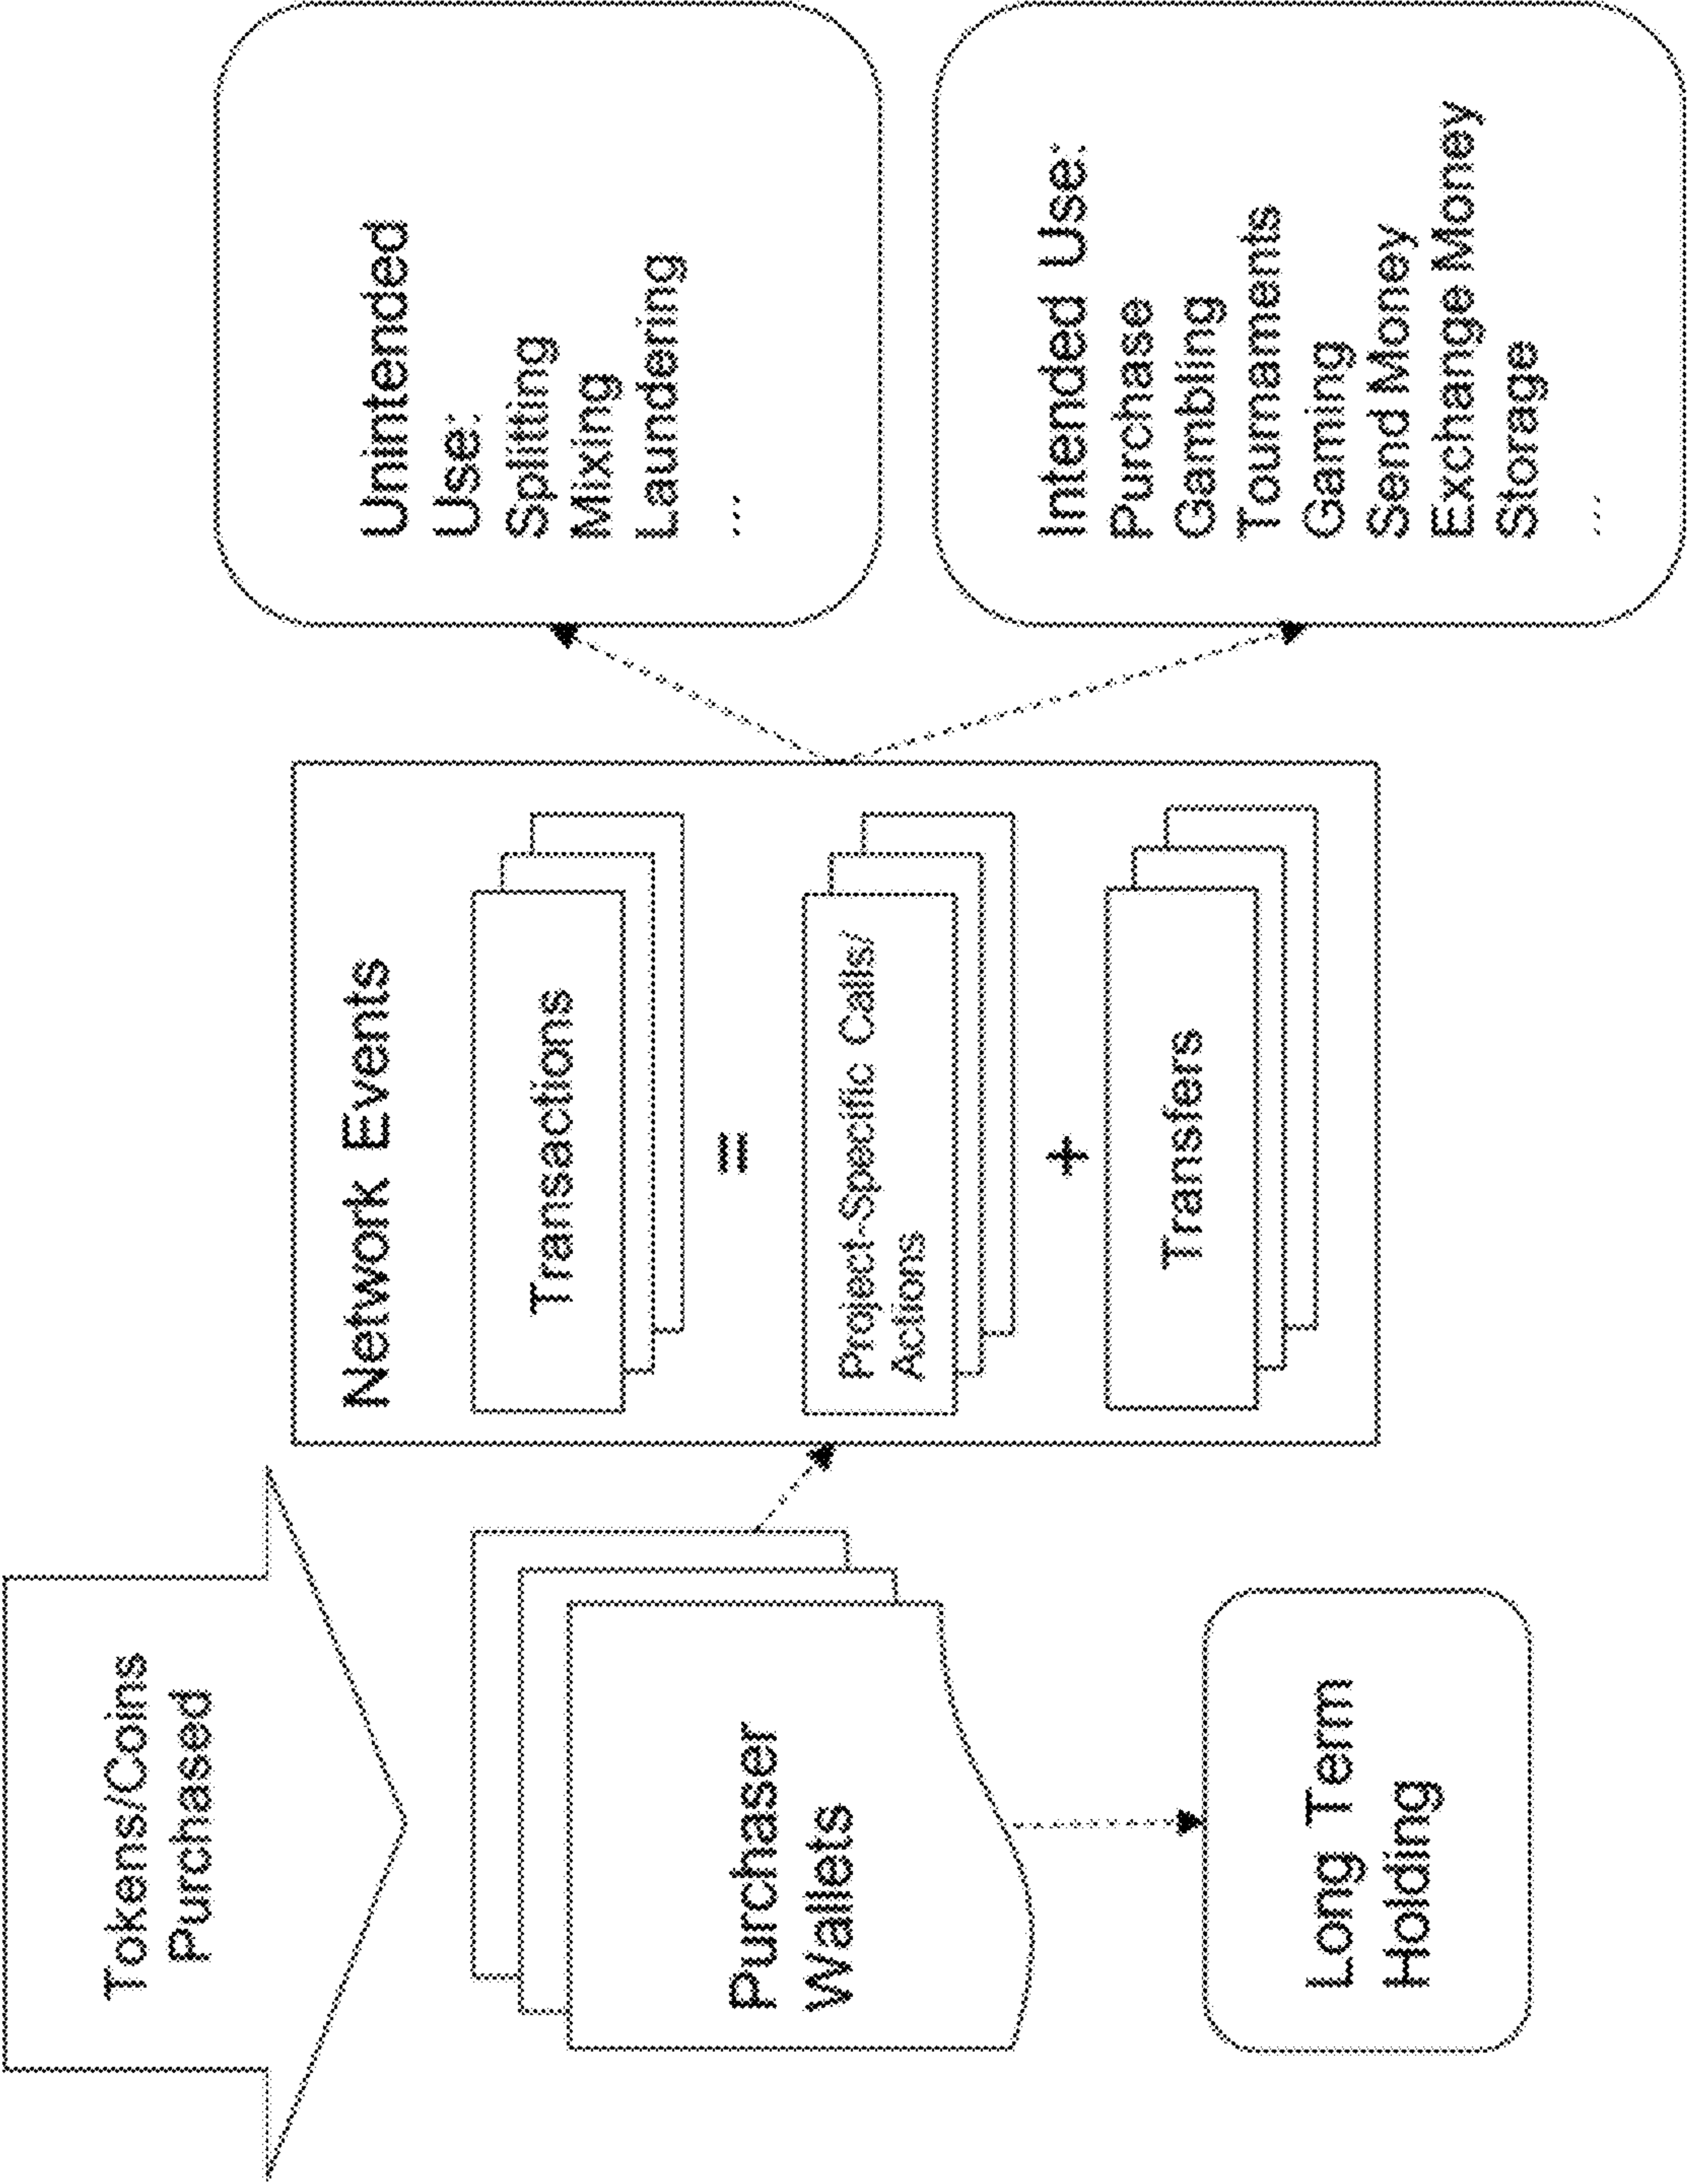 Tokens/Coins
Purchased
Purchaser
Wallets
Long Term
Holding
Network Events
Transactions
=
Project-Specific Calls/
Actions
+
Transfers
Unintended
Use:
Splitting
Mixing
Laundering
...
Intended Use:
Purchase
Gambling
Tournaments
Gaming
Send Money
Exchange Money
Storage
...